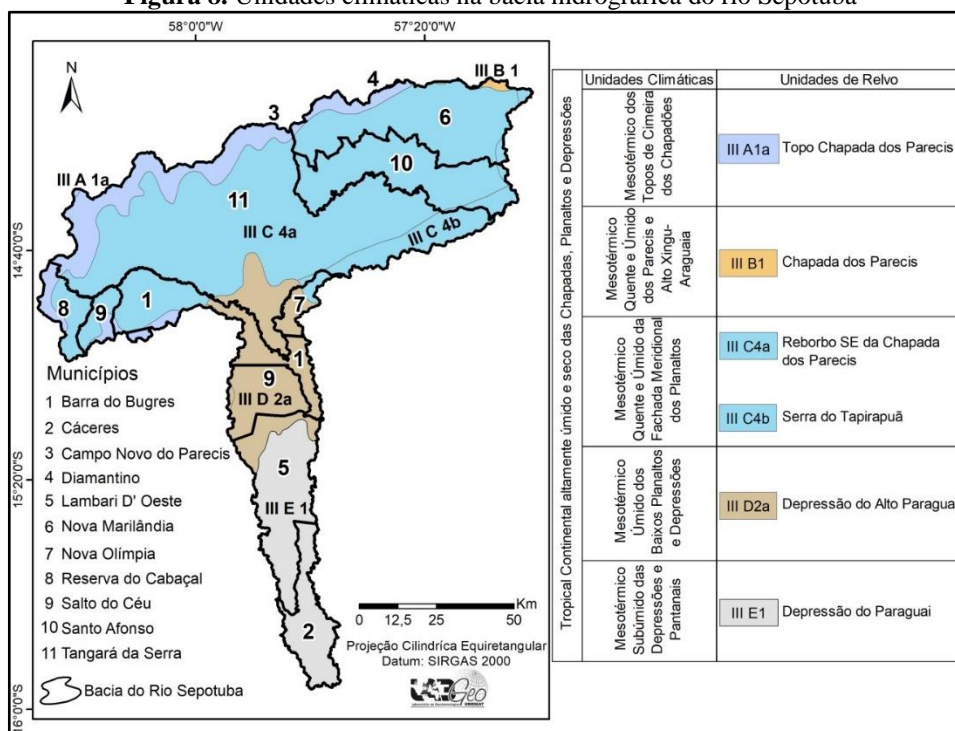 Figura 8. Unidades climáticas na bacia hidrográfica do rio Sepotuba
58°0'0"W
57°20'0"W
N
III B 1
4
3
6
10
III A 1a
11
III C 4a
III C 4b
14°40'0"S
8
9
1
7
1
9
III D 2a
5
III E 1
2
15°20'0"S
16°0'0"S
Municípios
1 Barra do Bugres
2 Cáceres
3 Campo Novo do Parecis
4 Diamantino
5 Lambari D' Oeste
6 Nova Marilândia
7 Nova Olímpia
8 Reserva do Cabaçal
9 Salto do Céu
10 Santo Afonso
11 Tangará da Serra
Bacia do Rio Sepotuba
Km
0 12,5 25 50
Projeção Cilindríca Equiretangular
Datum: SIRGAS 2000
Geo
Tropical Continental altamente úmido e seco das Chapadas, Planaltos e Depressões
Unidades Climáticas
Unidades de Relvo
Mesotérmico dos
Topos de Cimeira
dos Chapadões
III A1a
Topo Chapada dos Parecis
Mesotérmico
Quente e Úmido
dos Parecis e
Alto Xingu-
Araguaia
III B1
Chapada dos Parecis
Mesotérmico
Quente e Úmido da
Fachada Meridional
dos Planaltos
III C4a
Reborbo SE da Chapada
dos Parecis
III C4b
Serra do Tapirapuã
Mesotérmico
Úmido dos
Baixos Planaltos
e Depressões
III D2a
Depressão do Alto Paragua
Mesotérmico
Subúmido das
Depressões e
Pantanais
III E1
Depressão do Paraguai